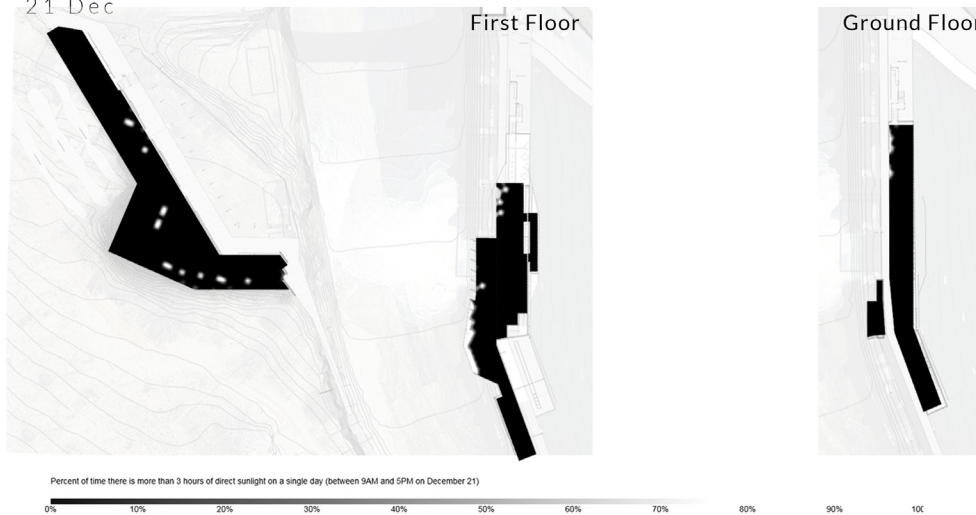 21 Dec
First Floor
Ground Floor
Percent of time there is more than 3 hours of direct sunlight on a single day (between 9AM and 5PM on December 21)
0% 10% 20% 30% 40% 50% 60% 70% 80% 90% 100